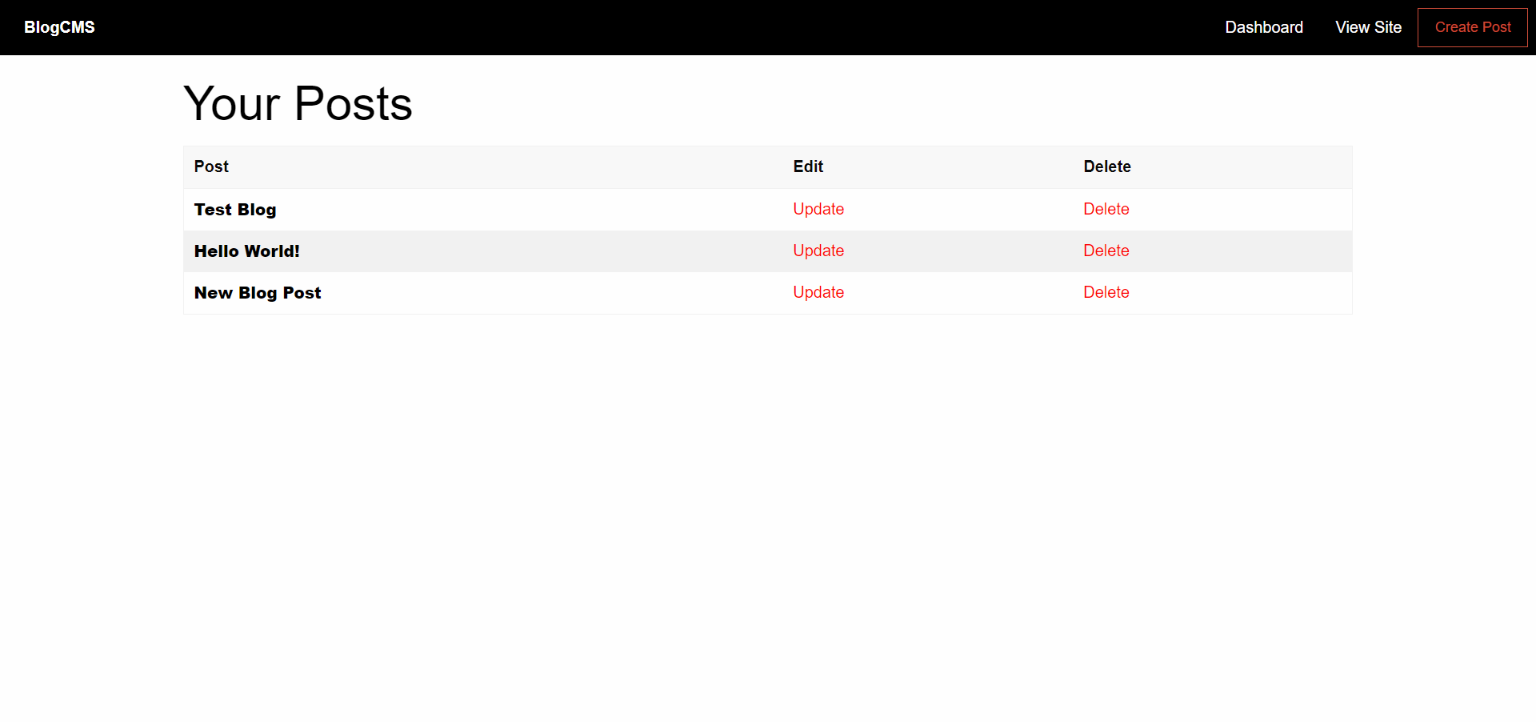 BlogCMS Dashboard View Site Create Post
Your Posts
Post Edit Delete
Test Blog Update Delete
Hello World! Update Delete
New Blog Post Update Delete